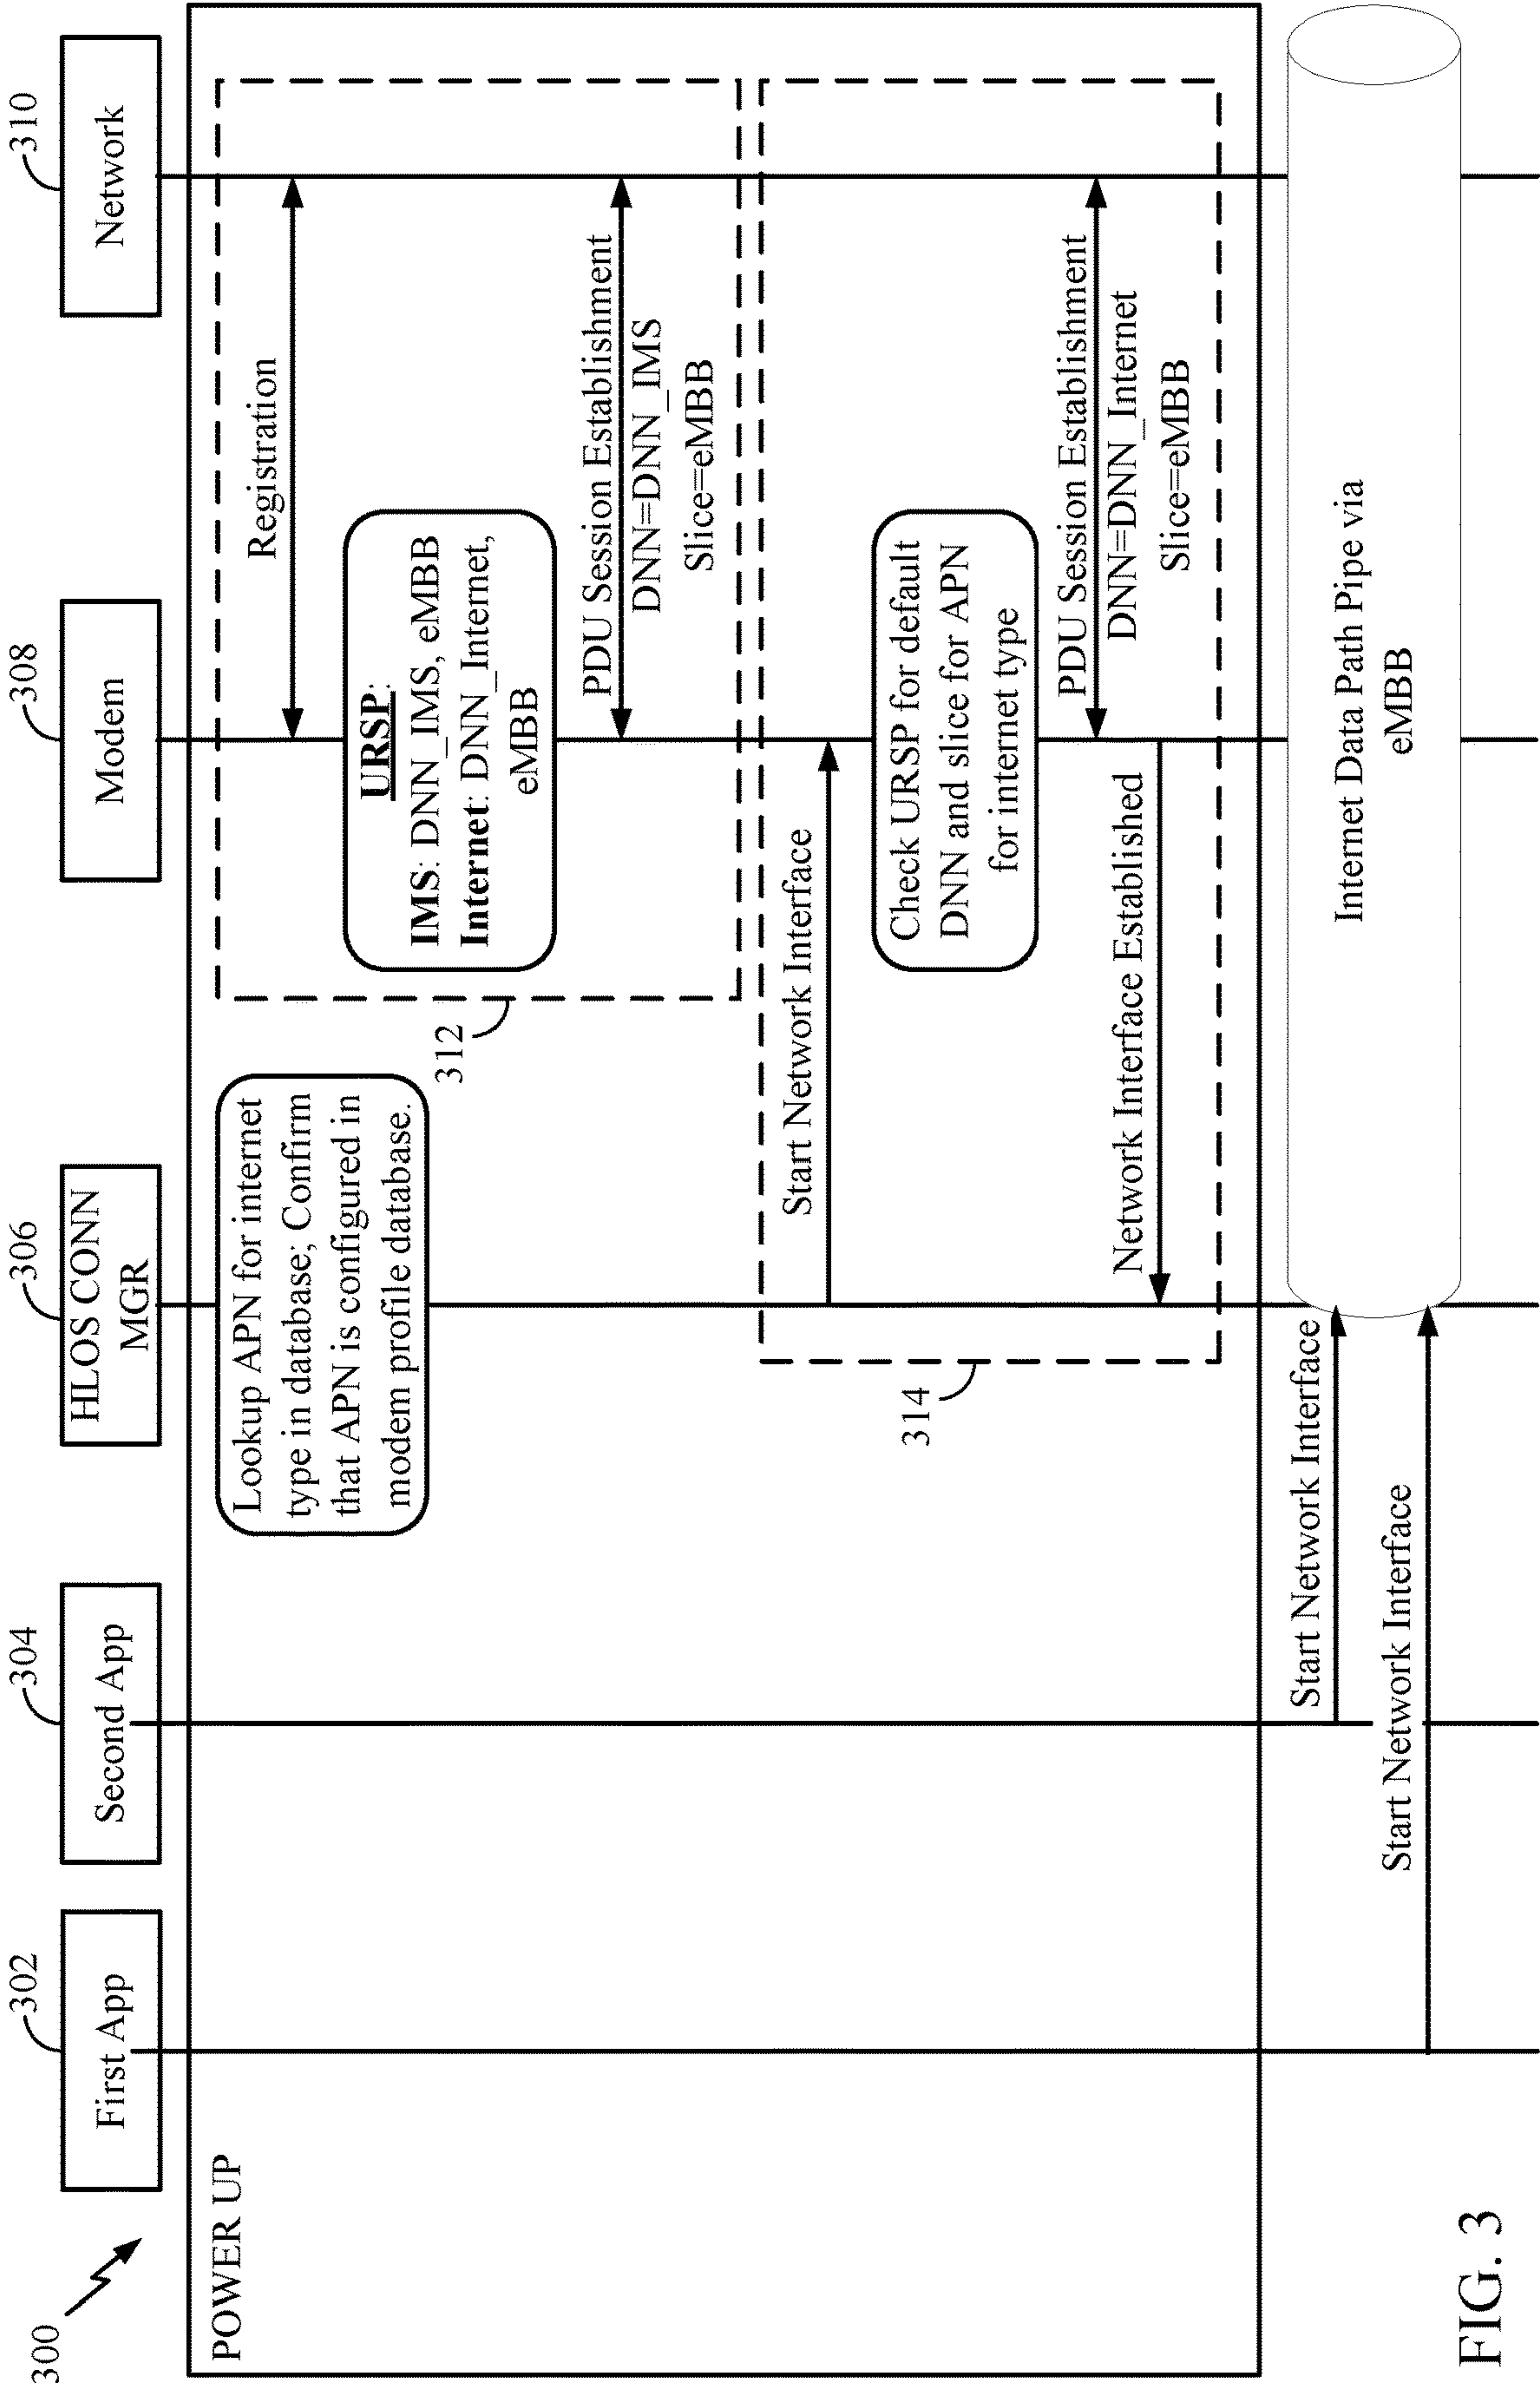 300
302
304
306
308
310
First App
Second App
HLOS CONN
MGR
Modem
Network
POWER UP
Lookup APN for internet
type in database; Confirm
that APN is configured in
modem profile database.
Registration
URSP:
IMS: DNN_IMS, eMBB
Internet: DNN_Internet,
eMBB
312
PDU Session Establishment
DNN=DNN_IMS
Slice=eMBB
Start Network Interface
Check URSP for default
DNN and slice for APN
for internet type
314
PDU Session Establishment
DNN=DNN_Internet
Slice=eMBB
Network Interface Established
Start Network Interface
Internet Data Path Pipe via
eMBB
Start Network Interface
FIG. 3